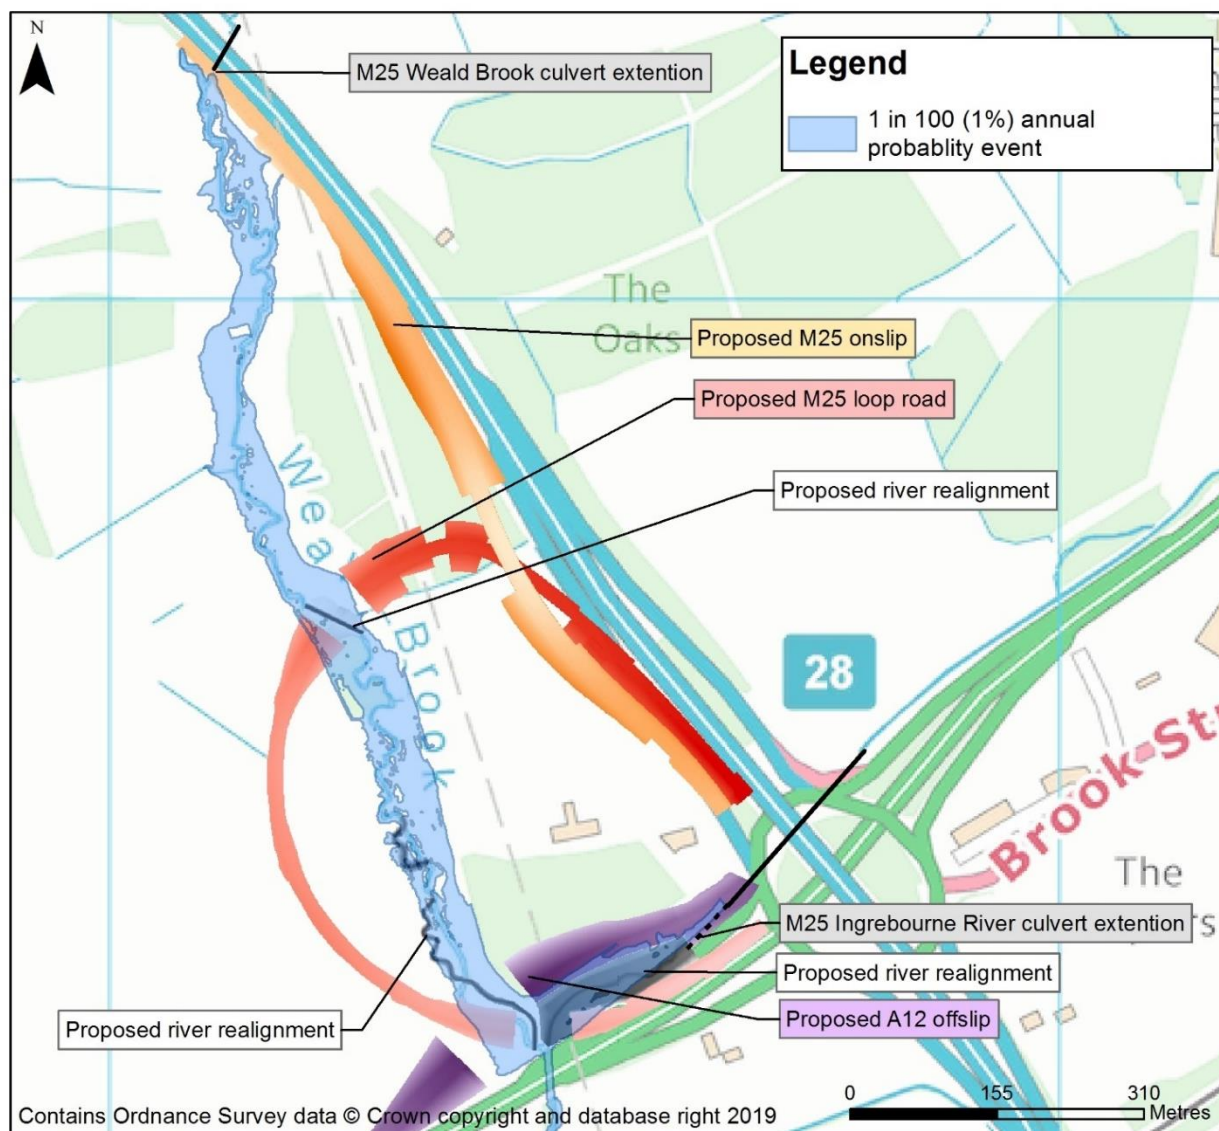 N
M25 Weald Brook culvert extention
Legend
1 in 100 (1%) annual
probablity event
The
Oaks
Proposed M25 onslip
Proposed M25 loop road
Proposed river realignment
Brook
28
The
M25 Ingrebourne River culvert extention
Proposed river realignment
Proposed river realignment
Proposed A12 offslip
0 155 310
Metres
Contains Ordnance Survey data © Crown copyright and database right 2019